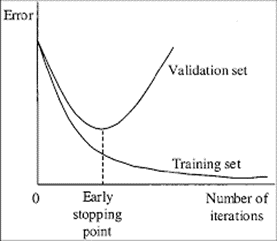 Error
Validation set
Training set
0
Early
stopping
point
Number of
iterations